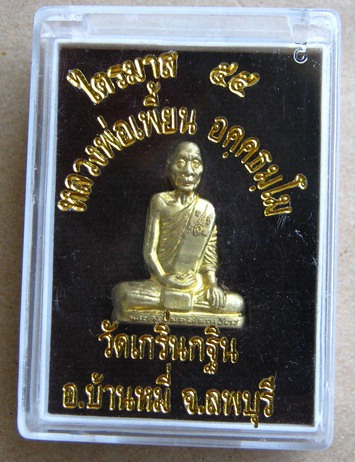 ไตรมาส ๕๕
หลวงพ่อเพี้ยน อคฺคธมฺโม
วัดเกริ่นกฐิน
อ.บ้านหมี่ จ.ลพบุรี